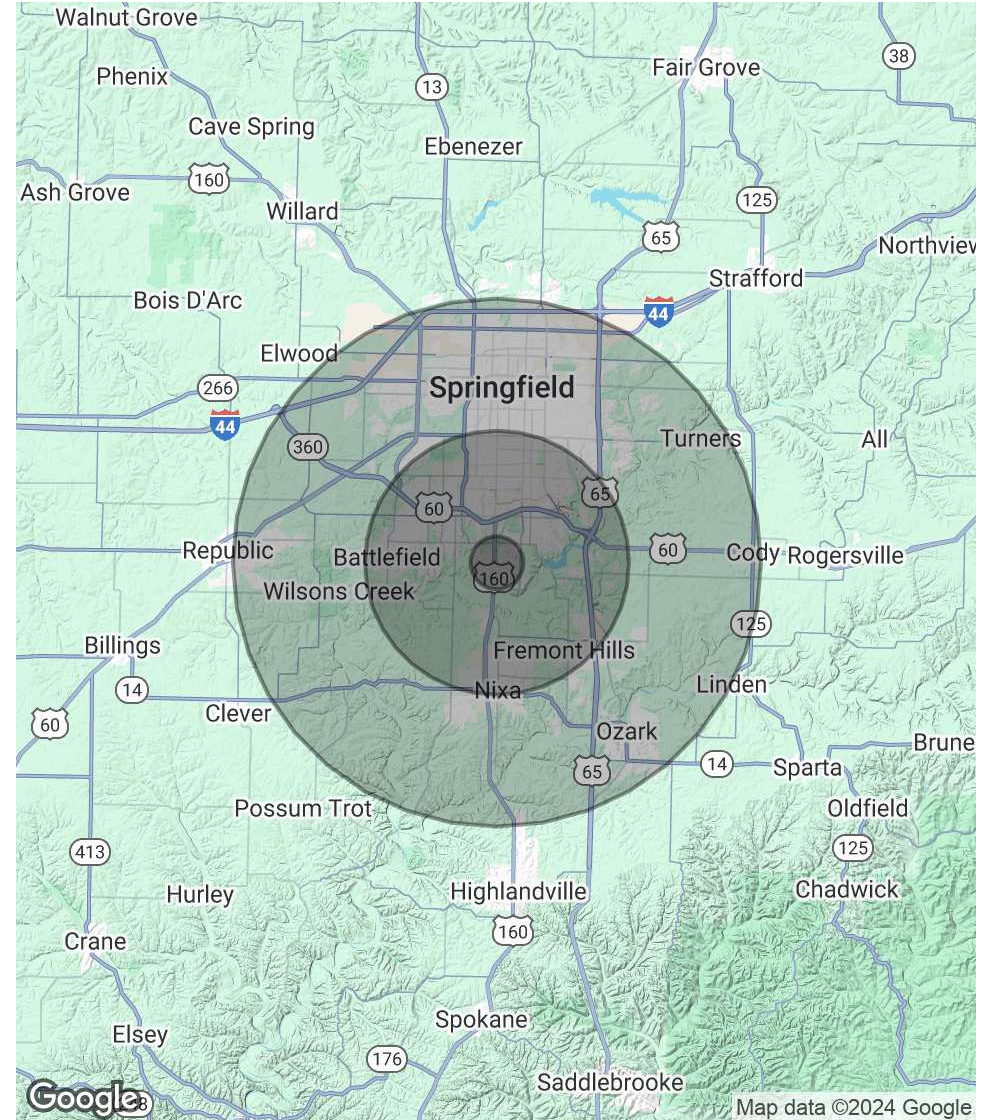 Walnut Grove
Fair Grove
38
Phenix
13
Cave Spring
Ebenezer
160
Ash Grove
125
Willard
65
Northview
Strafford
Bois D'Arc
44
Elwood
Springfield
266
44
Turners
All
360
65
60
60
Republic
Battlefield
Cody
Rogersville
160
Wilsons Creek
125
Billings
Fremont Hills
14
Nixa
Linden
Clever
60
Ozark
Brune
14
Sparta
65
Possum Trot
Oldfield
413
125
Hurley
Highlandville
Chadwick
160
Crane
Spokane
Elsey
176
Saddlebrooke
Google
Map data ©2024 Google